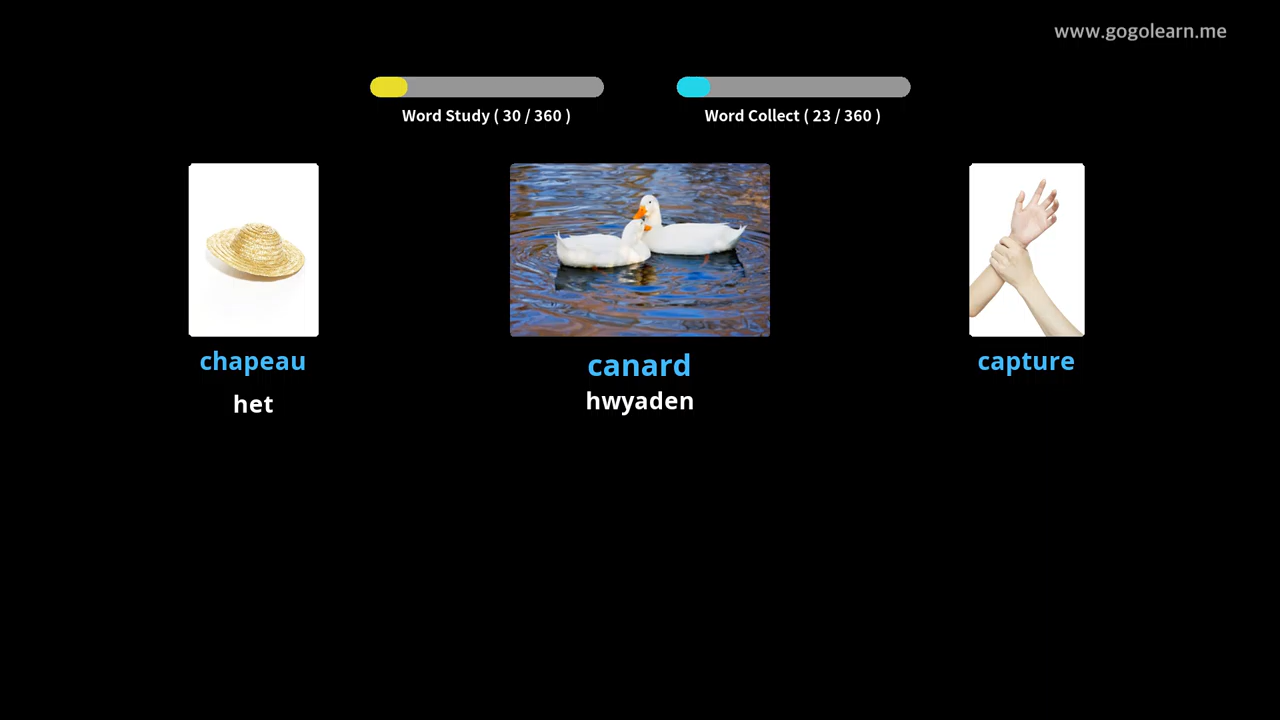 www.gogolearn.me
Word Study ( 30 / 360 )
Word Collect ( 23 / 360 )
chapeau
het
canard
hwyaden
capture